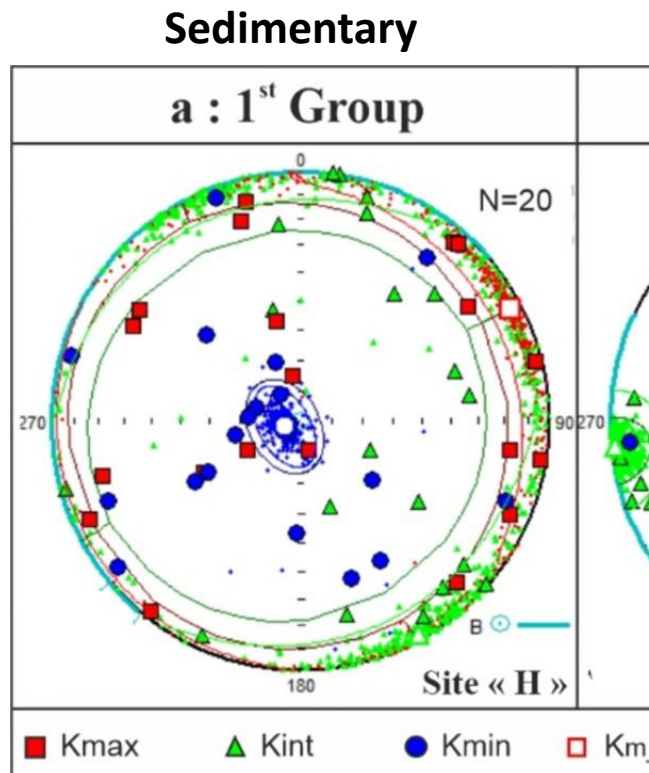 Sedimentary
a : 1st Group
0
N=20
270
90
270
B
180
Site « H »
Kmax
Kint
Kmin
Km